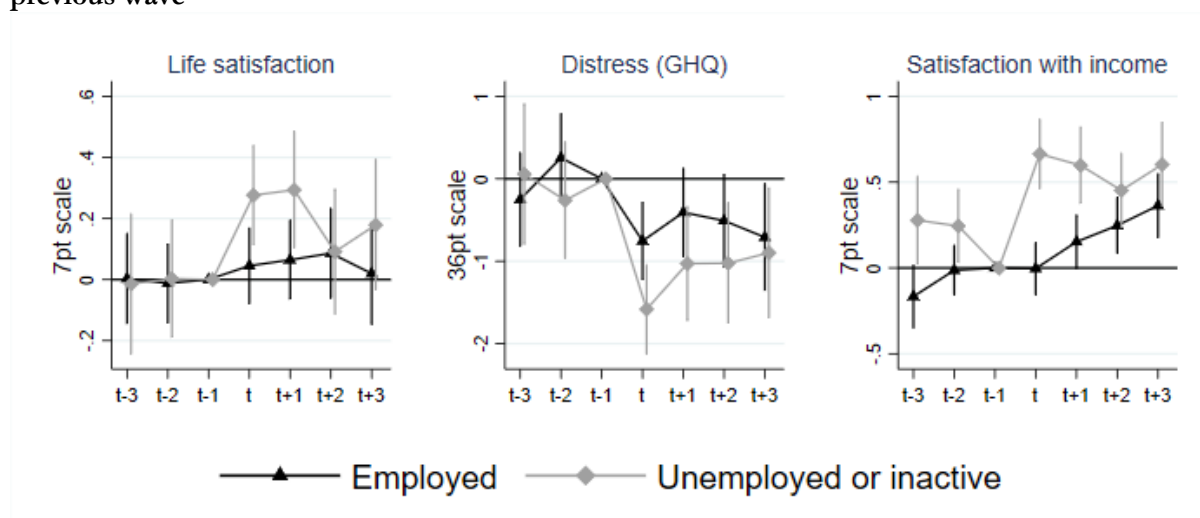 previous wave
Life satisfaction
7pt scale
.6
.4
.2
0
-.2
t-3 t-2 t-1 t t+1 t+2 t+3
Distress (GHQ)
36pt scale
1
0
-1
-2
t-3 t-2 t-1 t t+1 t+2 t+3
Satisfaction with income
7pt scale
1
.5
0
-.5
t-3 t-2 t-1 t t+1 t+2 t+3
Employed Unemployed or inactive